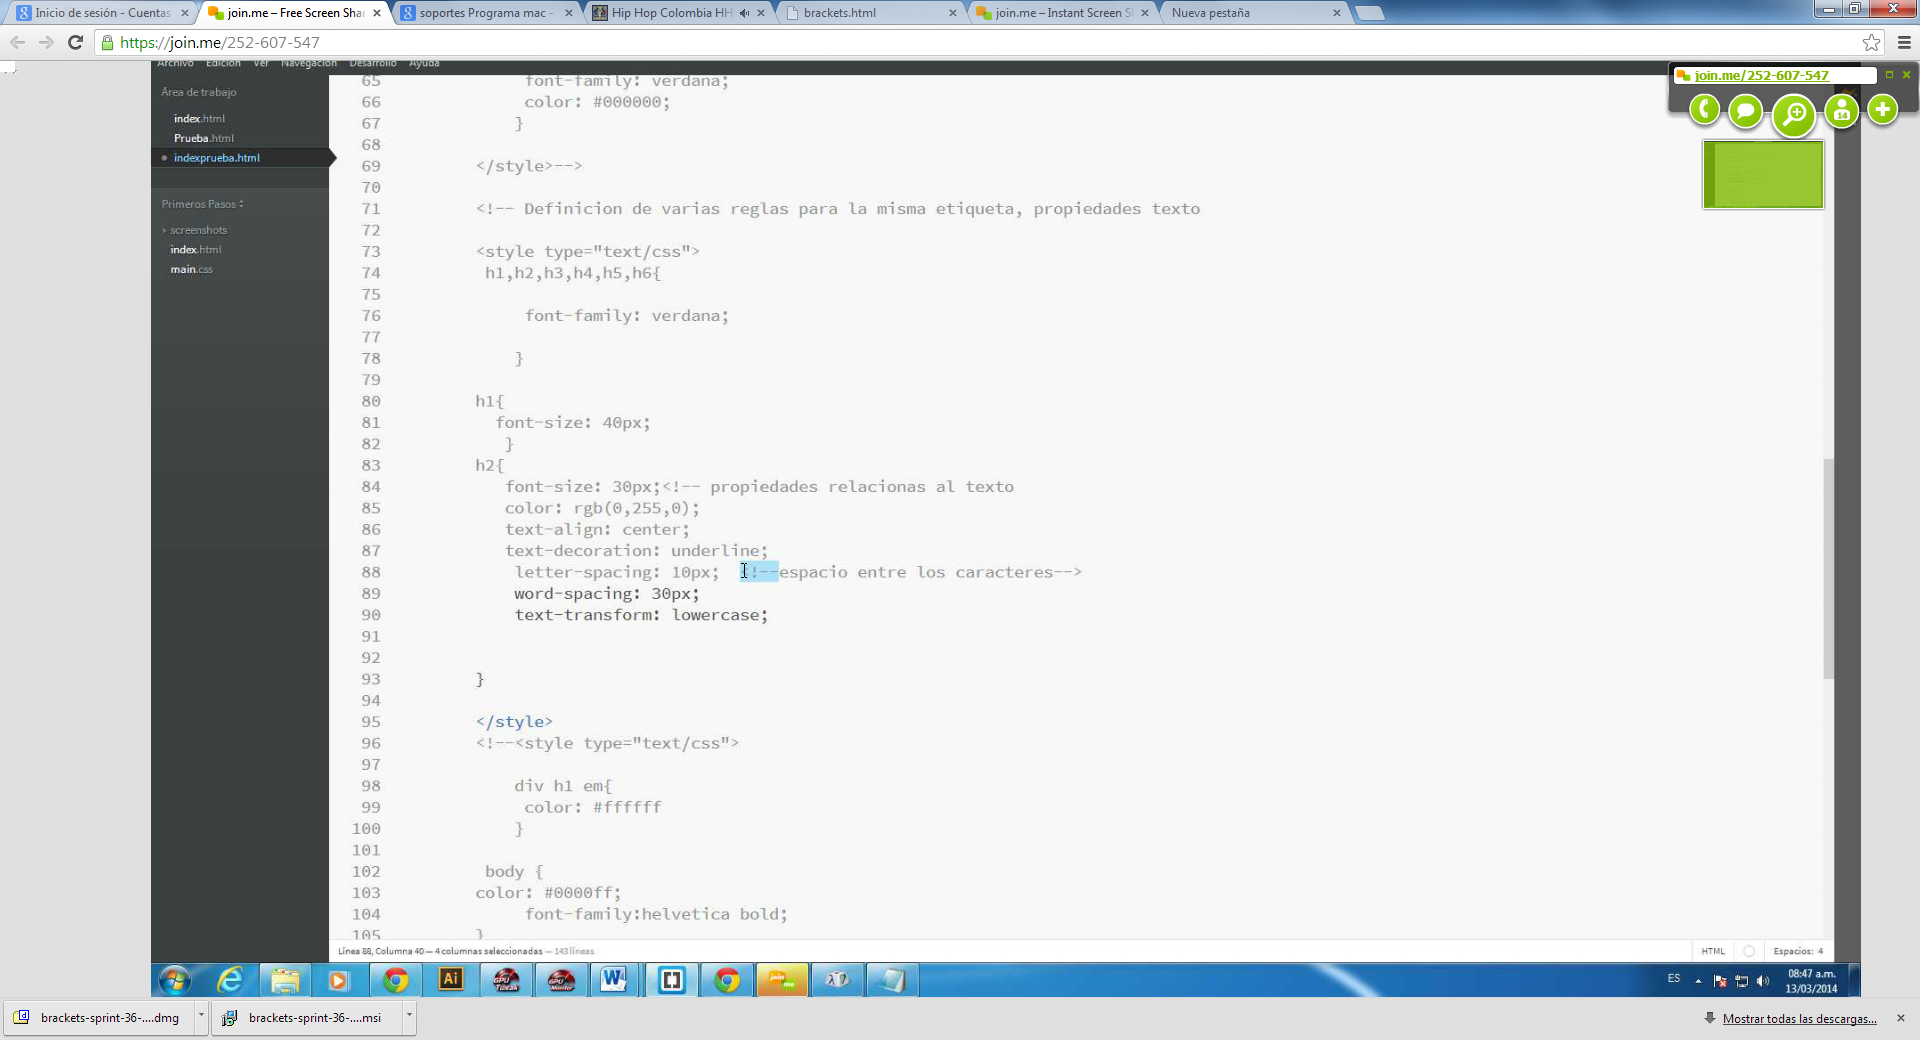 Inicio de sesión - Cuentas
join.me – Free Screen Sha
soportes Programa mac -
Hip Hop Colombia HH
brackets.html
join.me – Instant Screen S
Nueva pestaña
https://join.me/252-607-547
Archivo Edición Ver Navegación Desarrollo Ayuda
join.me/252-607-547
14
Área de trabajo
index.html
Prueba.html
indexprueba.html
Primeros Pasos
screenshots
index.html
main.css
65 font-family: verdana;
66 color: #000000;
67 }
68
69 </style>-->
70
71 <!-- Definicion de varias reglas para la misma etiqueta, propiedades texto
72
73 <style type="text/css">
74 h1,h2,h3,h4,h5,h6{
75
76 font-family: verdana;
77
78 }
79
80 h1{
81 font-size: 40px;
82 }
83 h2{
84 font-size: 30px;<!-- propiedades relacionas al texto
85 color: rgb(0,255,0);
86 text-align: center;
87 text-decoration: underline;
88 letter-spacing: 10px; <!--espacio entre los caracteres-->
89 word-spacing: 30px;
90 text-transform: lowercase;
91
92
93 }
94
95 </style>
96 <!--<style type="text/css">
97
98 div h1 em{
99 color: #ffffff
100 }
101
102 body {
103 color: #0000ff;
104 font-family:helvetica bold;
105 }
Línea 88, Columna 40 — 4 columnas seleccionadas — 143 líneas
HTML
Espacios: 4
Ai
GPU Tweak
GPU Monitor
W
join me
ES
08:47 a.m.
13/03/2014
brackets-sprint-36-....dmg
brackets-sprint-36-....msi
Mostrar todas las descargas...